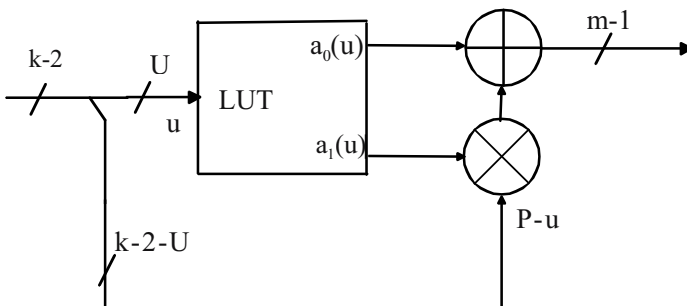 k-2
U
u
LUT
a₀(u)
a₁(u)
m-1
P-u
k-2-U